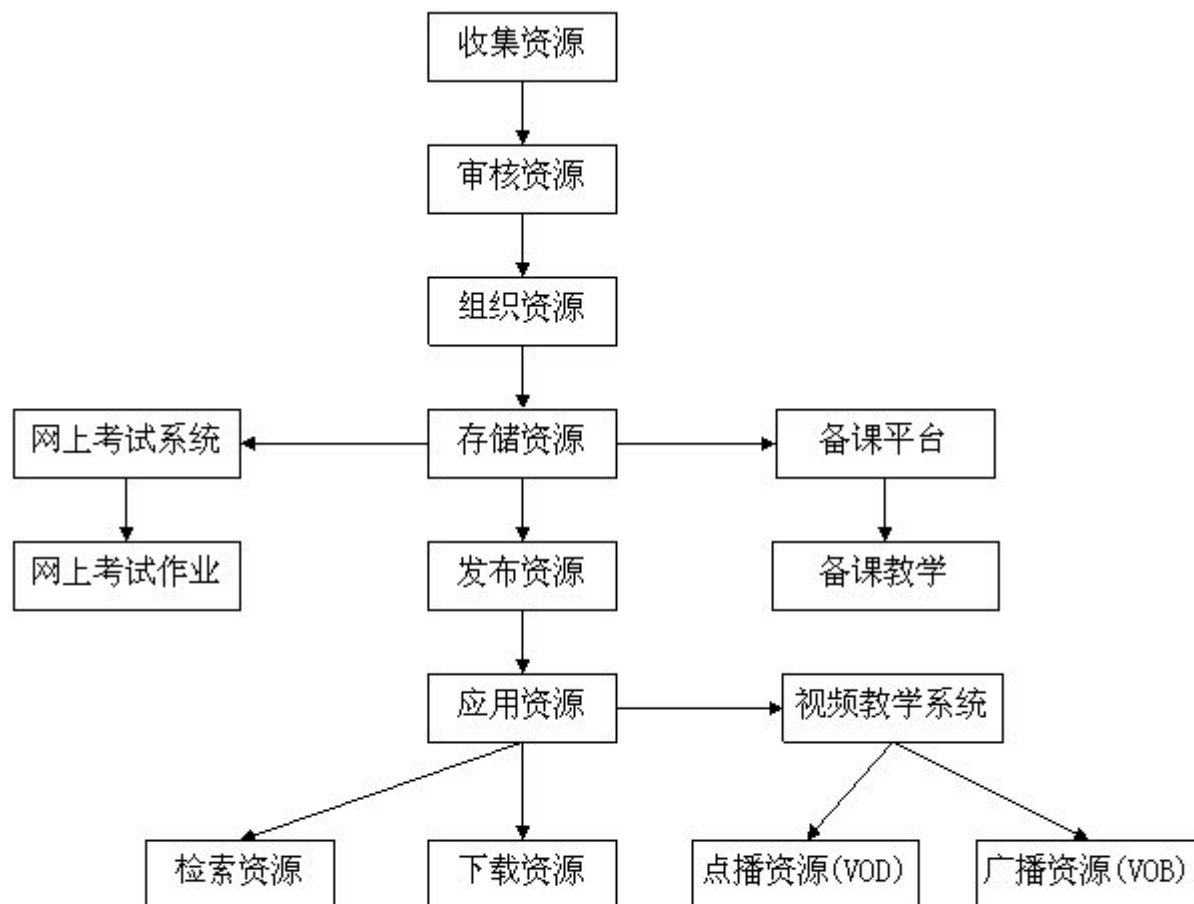 收集资源
审核资源
组织资源
网上考试系统
存储资源
备课平台
网上考试作业
发布资源
备课教学
应用资源
视频教学系统
检索资源
下载资源
点播资源(VOD)
广播资源(VOB)